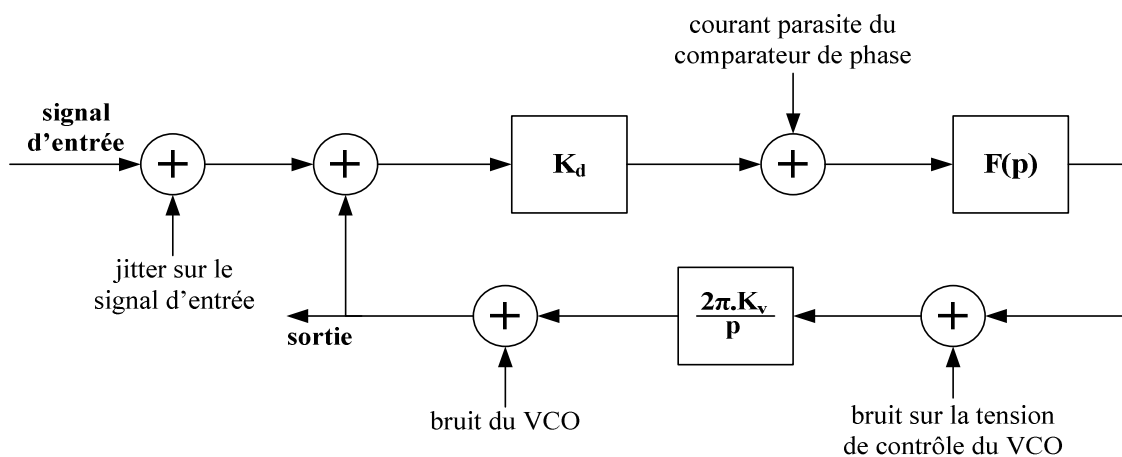 courant parasite du
comparateur de phase
signal
d'entrée
+
+
K_d
+
F(p)
jitter sur le
signal d'entrée
sortie
+
2π.K_v
p
+
bruit du VCO
bruit sur la tension
de contrôle du VCO